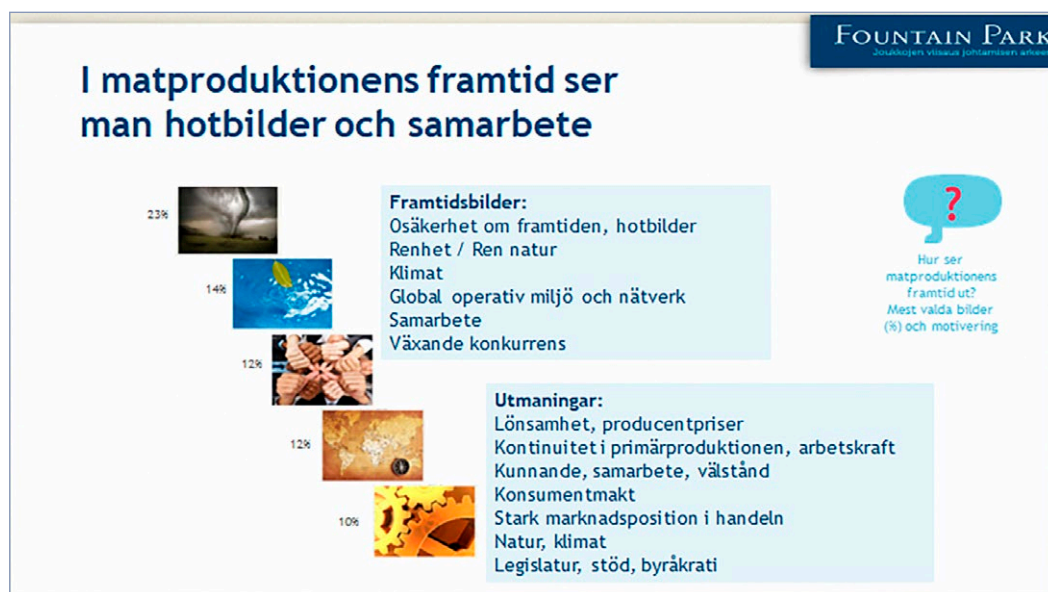 FOUNTAIN PARK
Joukkojen viisaus johtamisen arkeen
I matproduktionens framtid ser
man hotbilder och samarbete
23%
14%
12%
12%
10%
Framtidsbilder:
Osäkerhet om framtiden, hotbilder
Renhet / Ren natur
Klimat
Global operativ miljö och nätverk
Samarbete
Växande konkurrens
?
Hur ser
matproduktionens
framtid ut?
Mest valda bilder
(%) och motivering
Utmaningar:
Lönsamhet, producentpriser
Kontinuitet i primärproduktionen, arbetskraft
Kunnande, samarbete, välstånd
Konsumentmakt
Stark marknadsposition i handeln
Natur, klimat
Legislatur, stöd, byråkrati